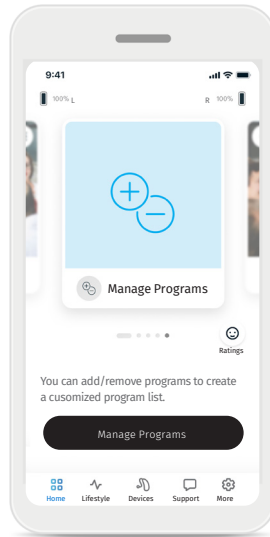 9:41
100% L
R 100%
Manage Programs
Ratings
You can add/remove programs to create
a cusomized program list.
Manage Programs
Home Lifestyle Devices Support More